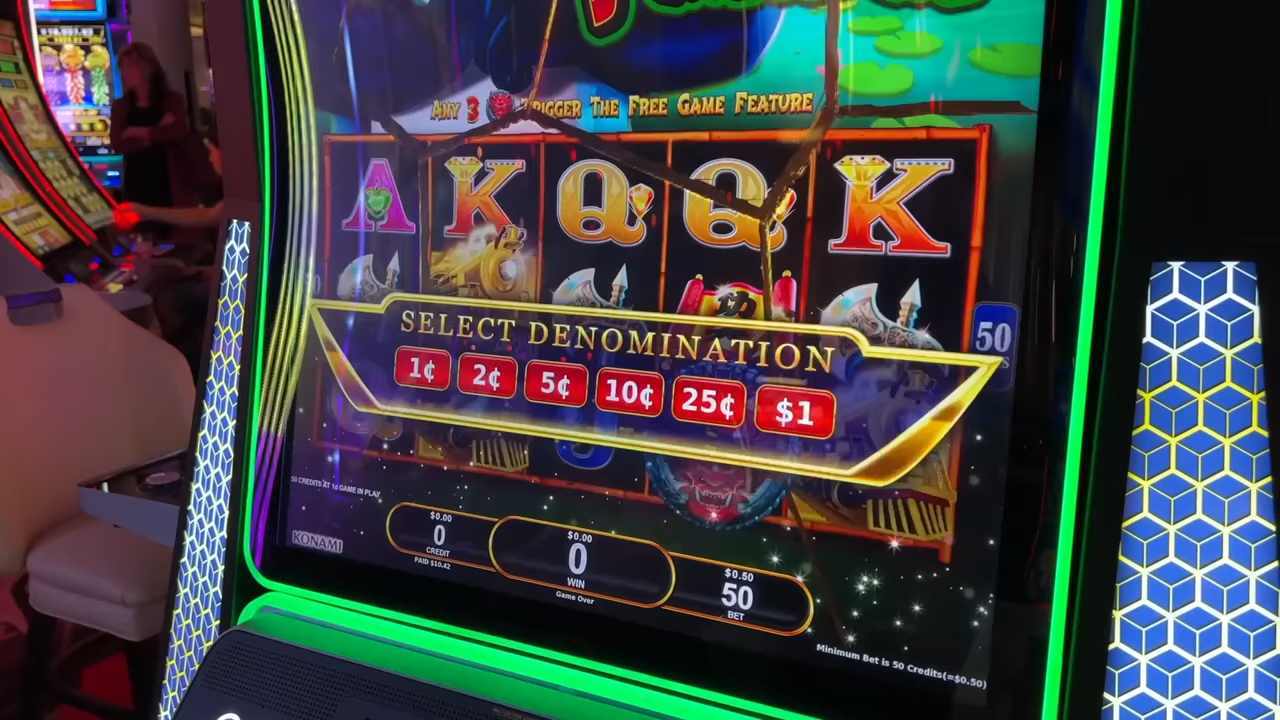 ANY 3 TRIGGER THE FREE GAME FEATURE
A K Q Q K
功
50
SELECT DENOMINATION
1¢ 2¢ 5¢ 10¢ 25¢ $1
50 CREDITS AT 1¢ GAME IN PLAY
KONAMI
$0.00
0
CREDIT
PAID $10.42
$0.00
0
WIN
Game Over
$0.50
50
BET
Minimum Bet is 50 Credits(=$0.50)